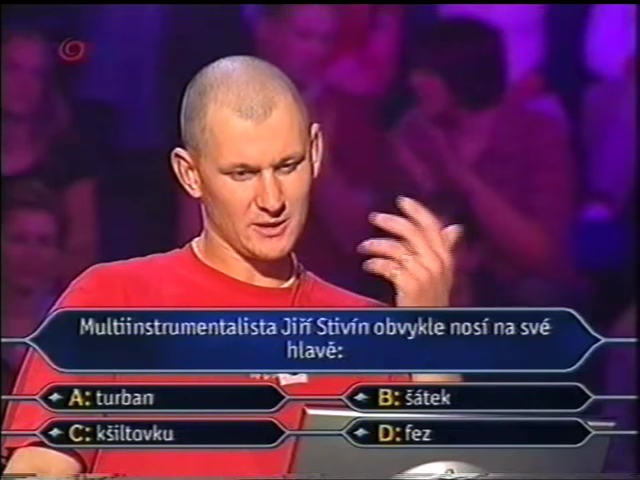 Multiinstrumentalista Jiří Stivín obvykle nosí na své
hlavě:
A: turban
B: šátek
C: kšiltovku
D: fez